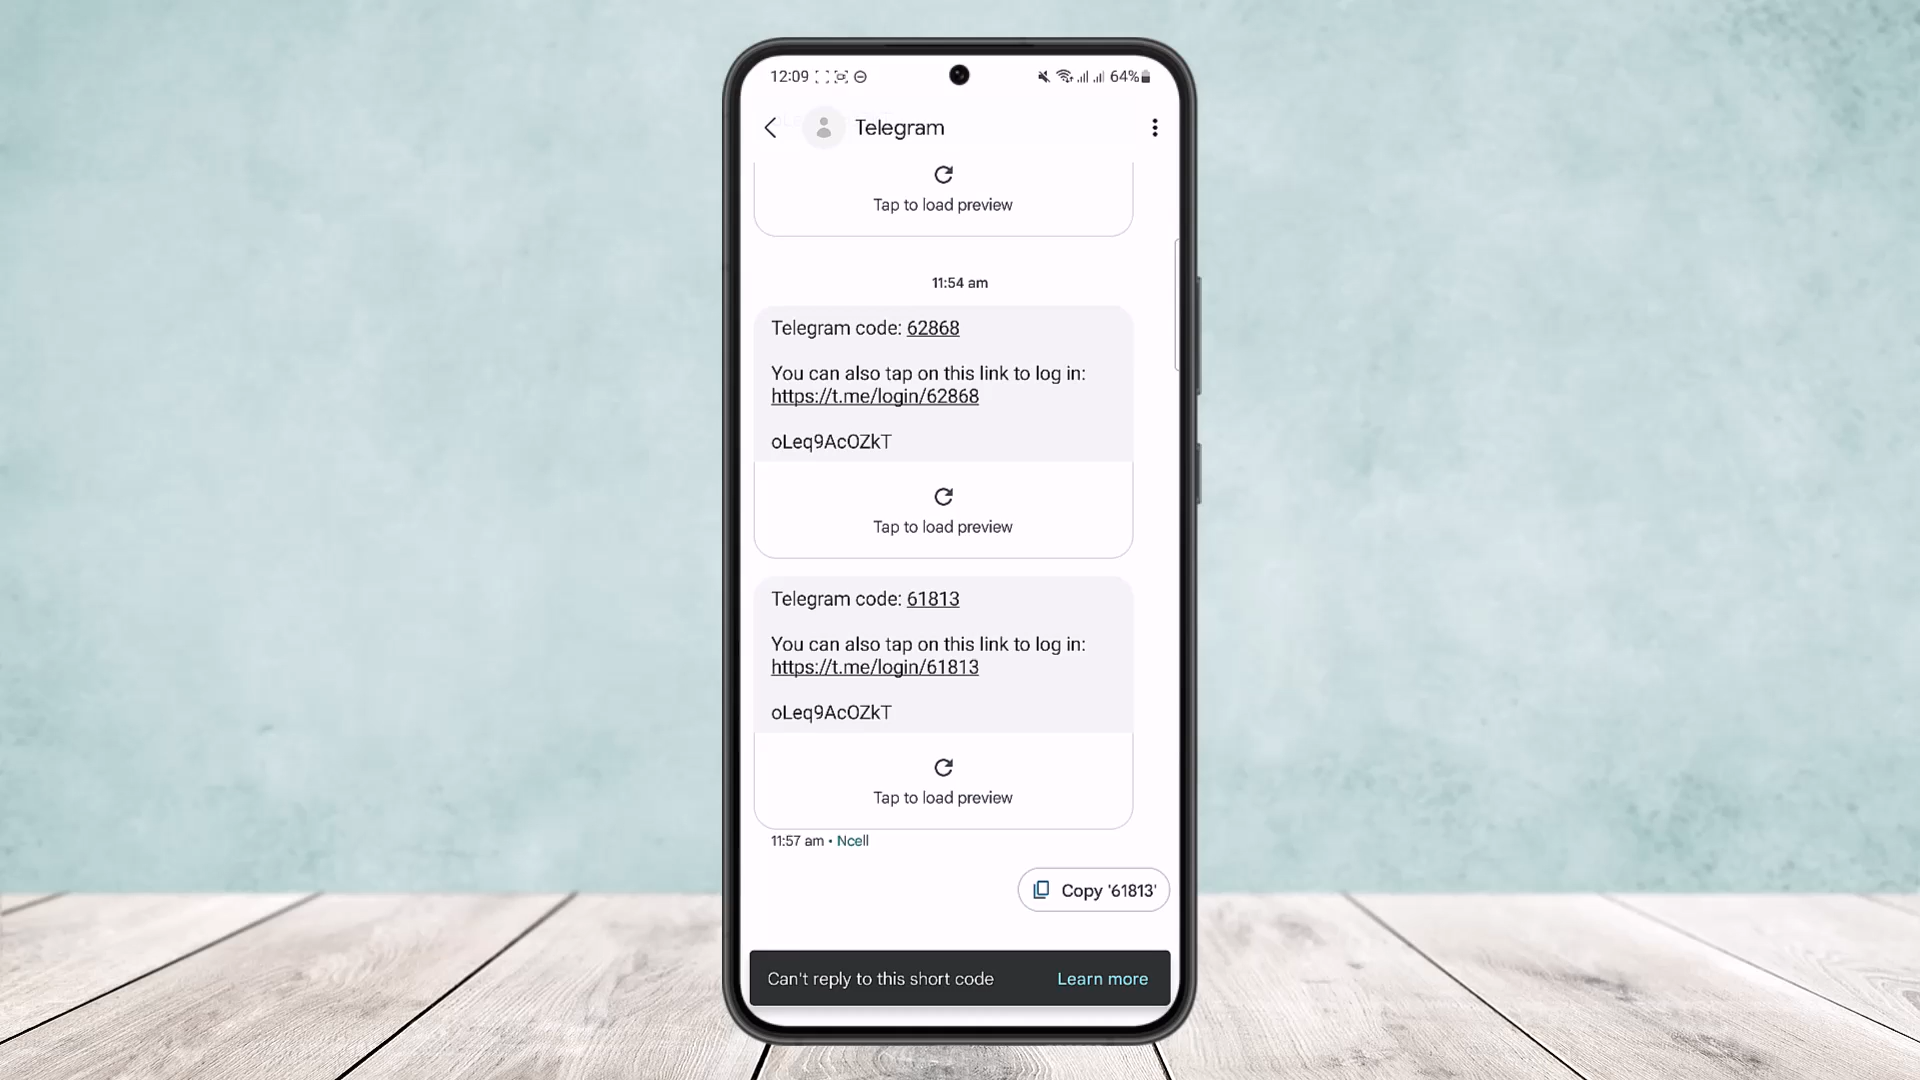 12:09 64%
Telegram
Tap to load preview
11:54 am
Telegram code: 62868
You can also tap on this link to log in:
https://t.me/login/62868
oLeq9AcOZkT
Tap to load preview
Telegram code: 61813
You can also tap on this link to log in:
https://t.me/login/61813
oLeq9AcOZkT
Tap to load preview
11:57 am • Ncell
Copy '61813'
Can't reply to this short code Learn more